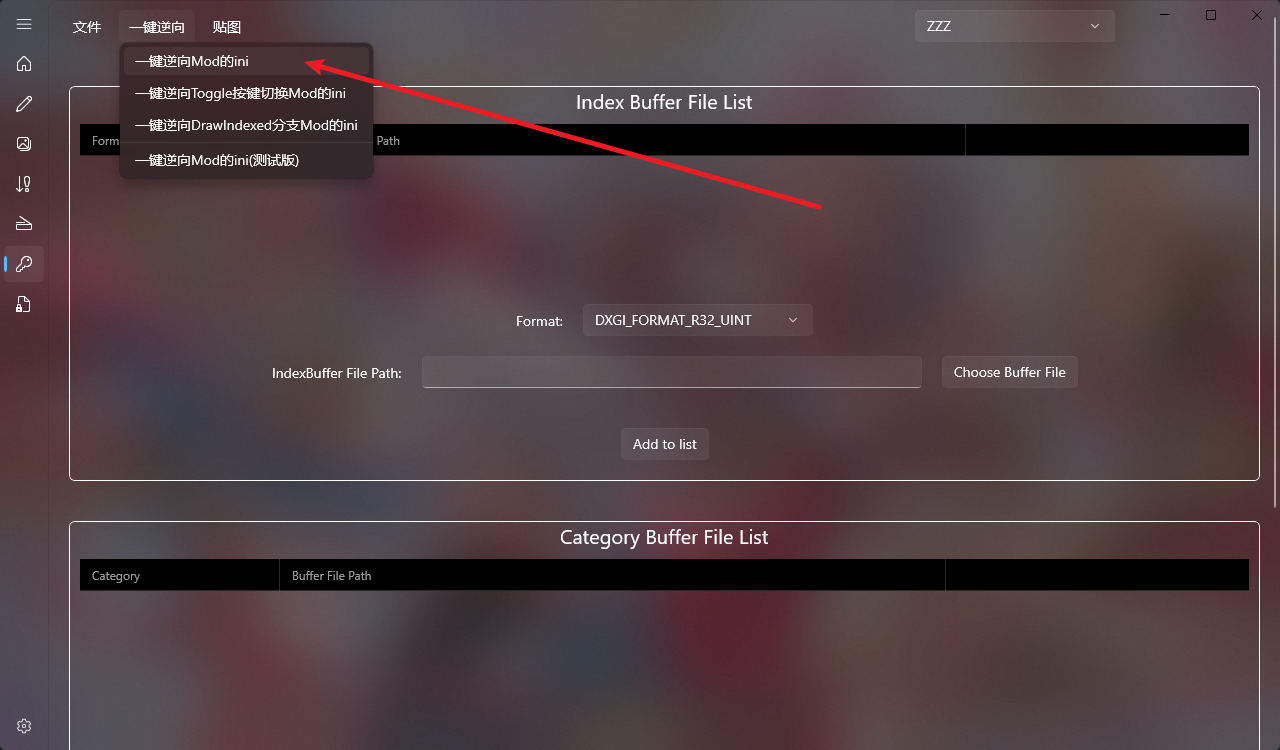 文件 一键逆向 贴图 ZZZ
一键逆向Mod的ini
一键逆向Toggle按键切换Mod的ini
一键逆向DrawIndexed分支Mod的ini
一键逆向Mod的ini(测试版)
Index Buffer File List
Path
Format: DXGI_FORMAT_R32_UINT
IndexBuffer File Path: Choose Buffer File
Add to list
Category Buffer File List
Category Buffer File Path